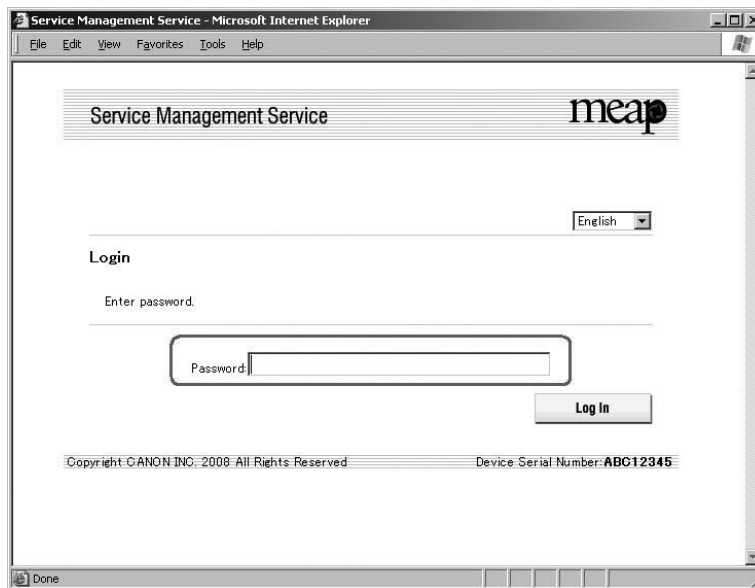 Service Management Service - Microsoft Internet Explorer
File Edit View Favorites Tools Help
Service Management Service
meap
English
Login
Enter password.
Password:
Log In
Copyright CANON INC. 2008 All Rights Reserved
Device Serial Number:ABC12345
Done